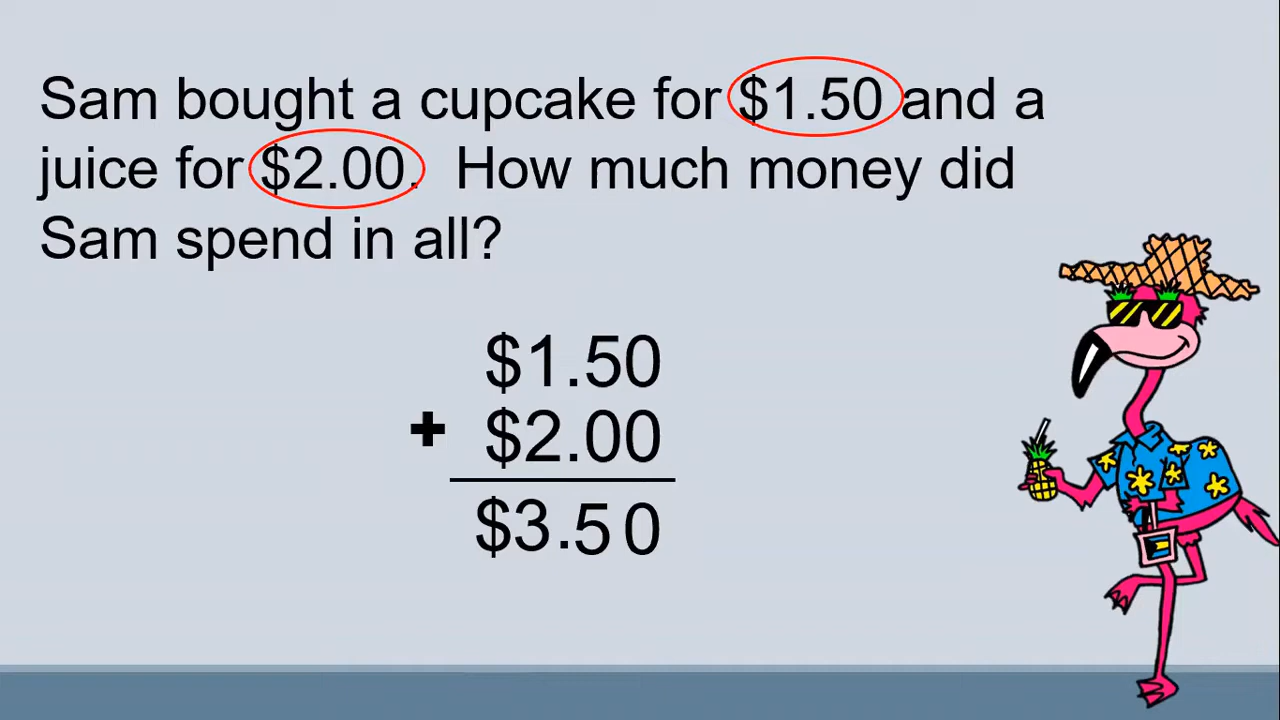 Sam bought a cupcake for $1.50 and a
juice for $2.00. How much money did
Sam spend in all?
$1.50
+ $2.00
$3.50